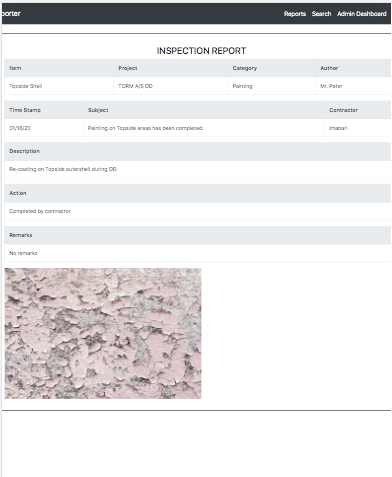 porter
Reports Search Admin Dashboard
INSPECTION REPORT
Item Project Category Author
Topside Shell TORM A/S DD Painting Mr. Peter
Time Stamp Subject Contractor
01/16/20 Painting on Topside areas has been completed. Imabari
Description
Re-coating on Topside outershell during DD
Action
Completed by contractor
Remarks
No remarks